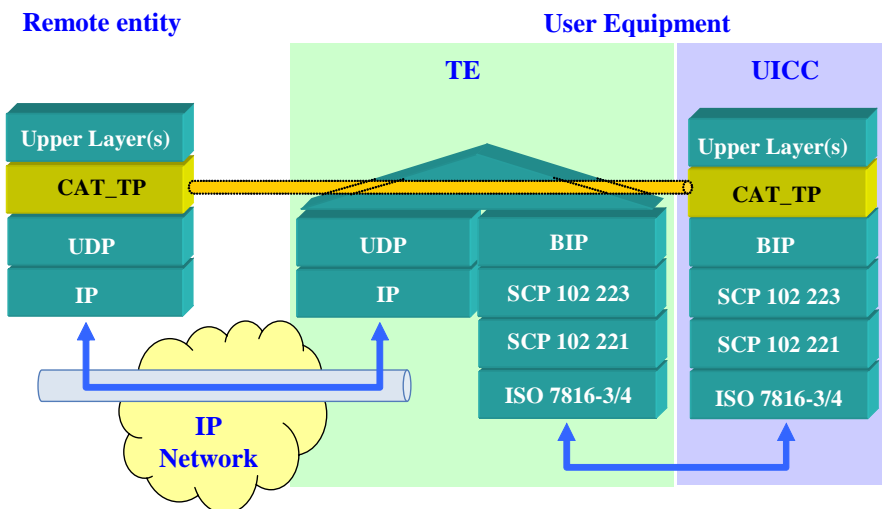 Remote entity
User Equipment
TE
UICC
Upper Layer(s)
CAT_TP
UDP
IP
UDP
IP
BIP
SCP 102 223
SCP 102 221
ISO 7816-3/4
Upper Layer(s)
CAT_TP
BIP
SCP 102 223
SCP 102 221
ISO 7816-3/4
IP
Network